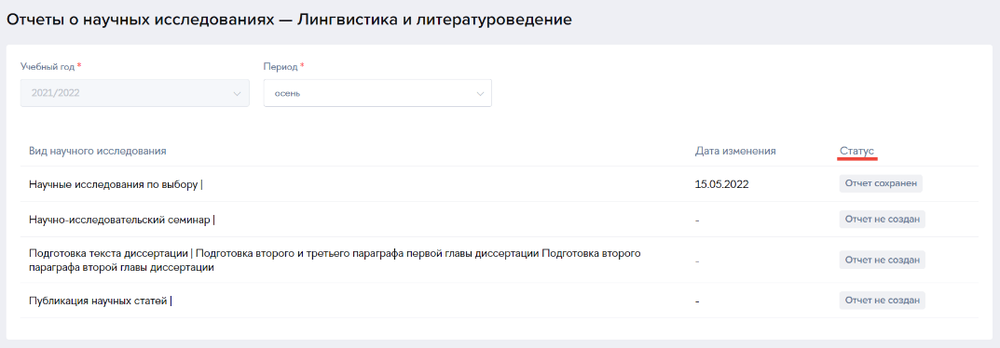 Отчеты о научных исследованиях — Лингвистика и литературоведение
Учебный год * Период *
2021/2022 осень
Вид научного исследования Дата изменения Статус
Научные исследования по выбору | 15.05.2022 Отчет сохранен
Научно-исследовательский семинар | - Отчет не создан
Подготовка текста диссертации | Подготовка второго и третьего параграфа первой главы диссертации Подготовка второго
параграфа второй главы диссертации - Отчет не создан
Публикация научных статей | - Отчет не создан